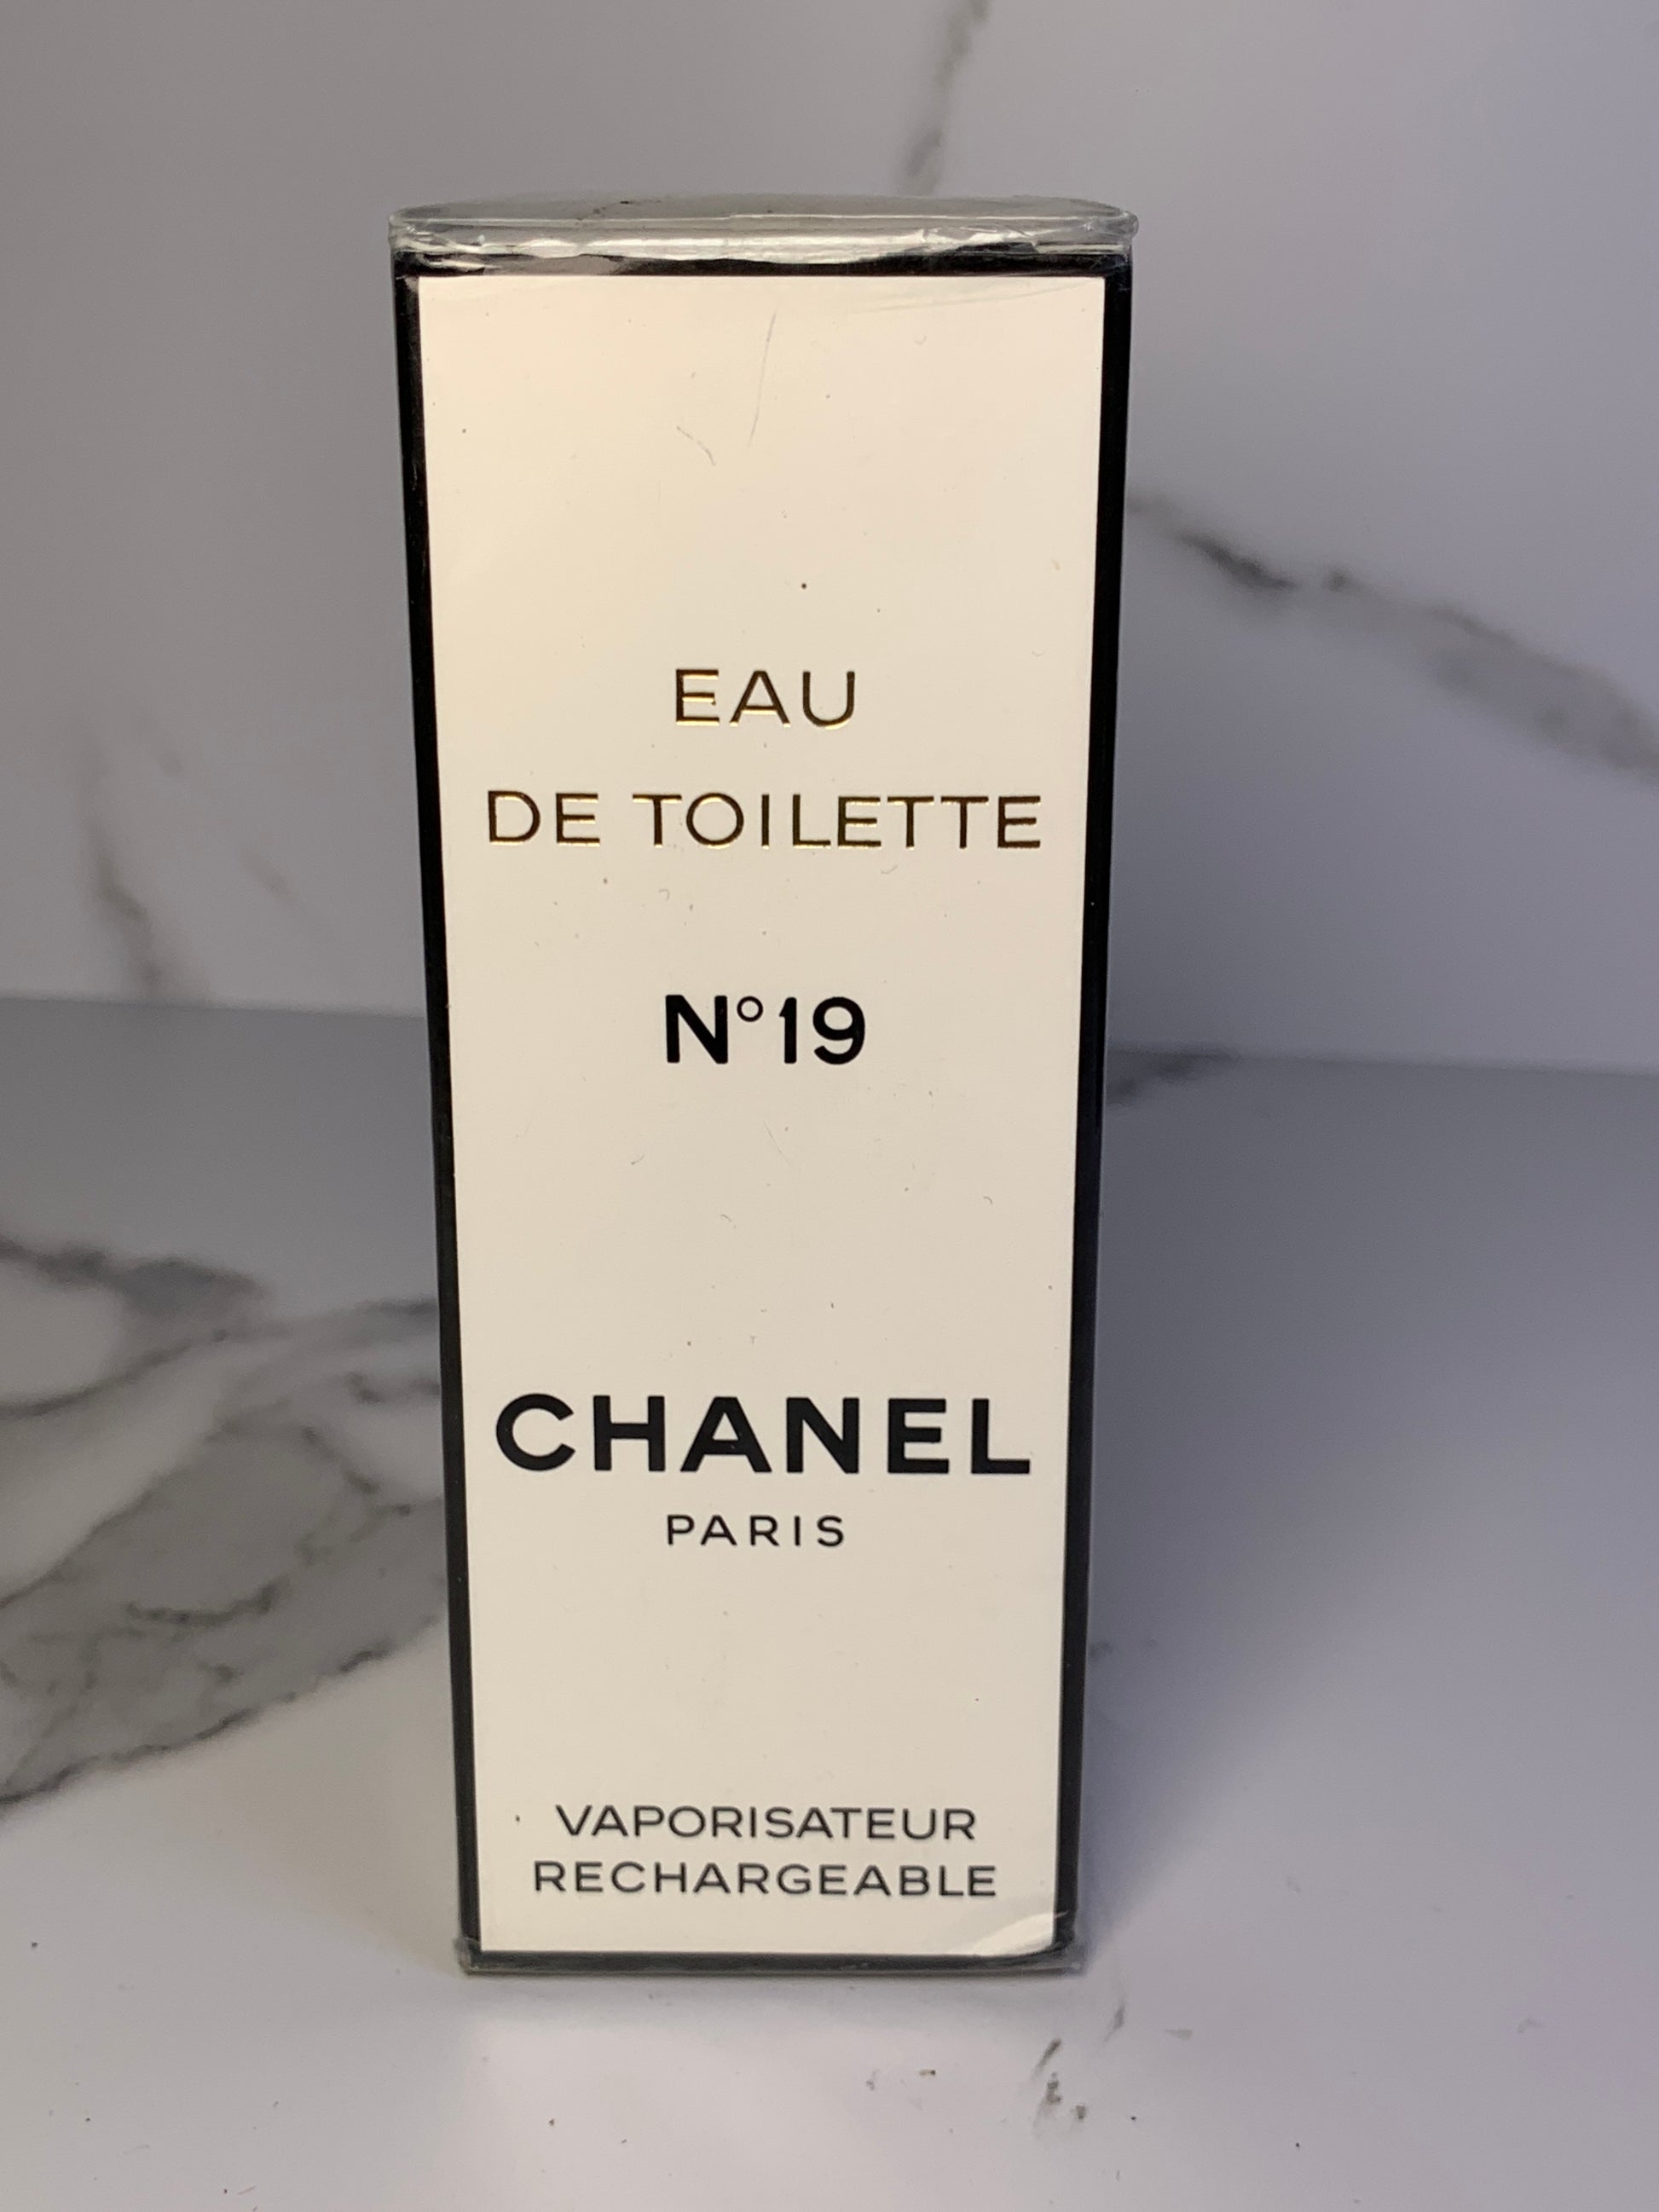 EAU
DE TOILETTE
N°19
CHANEL
PARIS
VAPORISATEUR
RECHARGEABLE